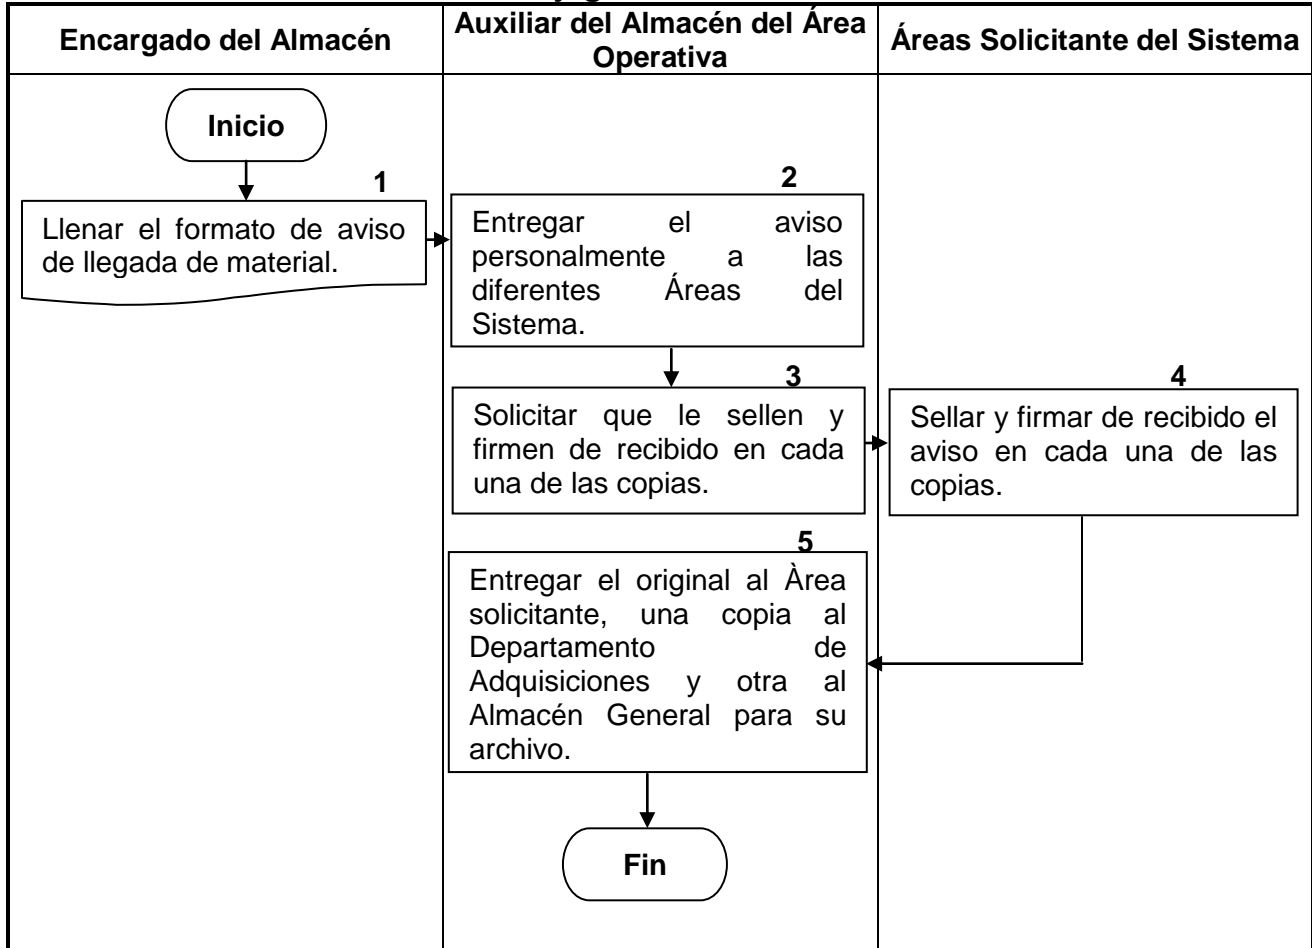 Encargado del Almacén
Auxiliar del Almacén del Área
Operativa
Áreas Solicitante del Sistema
Inicio
1
Llenar el formato de aviso
de llegada de material.
2
Entregar el aviso
personalmente a las
diferentes Áreas del
Sistema.
3
Solicitar que le sellen y
firmen de recibido en cada
una de las copias.
4
Sellar y firmar de recibido el
aviso en cada una de las
copias.
5
Entregar el original al Àrea
solicitante, una copia al
Departamento de
Adquisiciones y otra al
Almacén General para su
archivo.
Fin